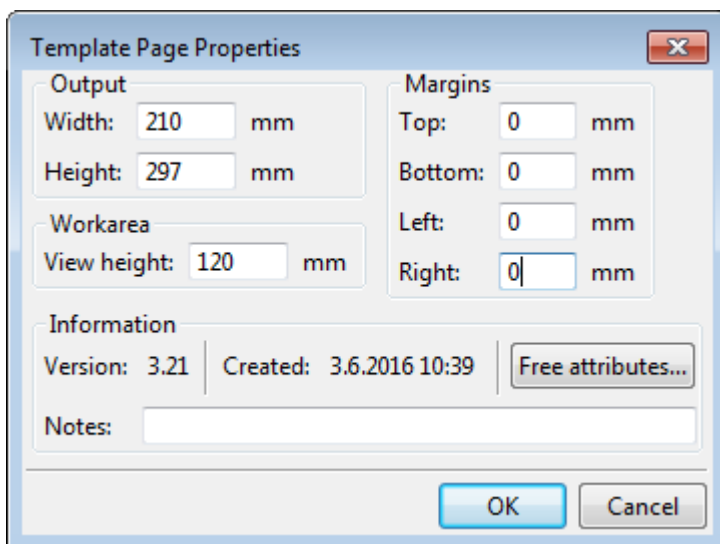 Template Page Properties
Output
Width: 210 mm
Height: 297 mm
Workarea
View height: 120 mm
Margins
Top: 0 mm
Bottom: 0 mm
Left: 0 mm
Right: 0 mm
Information
Version: 3.21 Created: 3.6.2016 10:39 Free attributes...
Notes:
OK Cancel